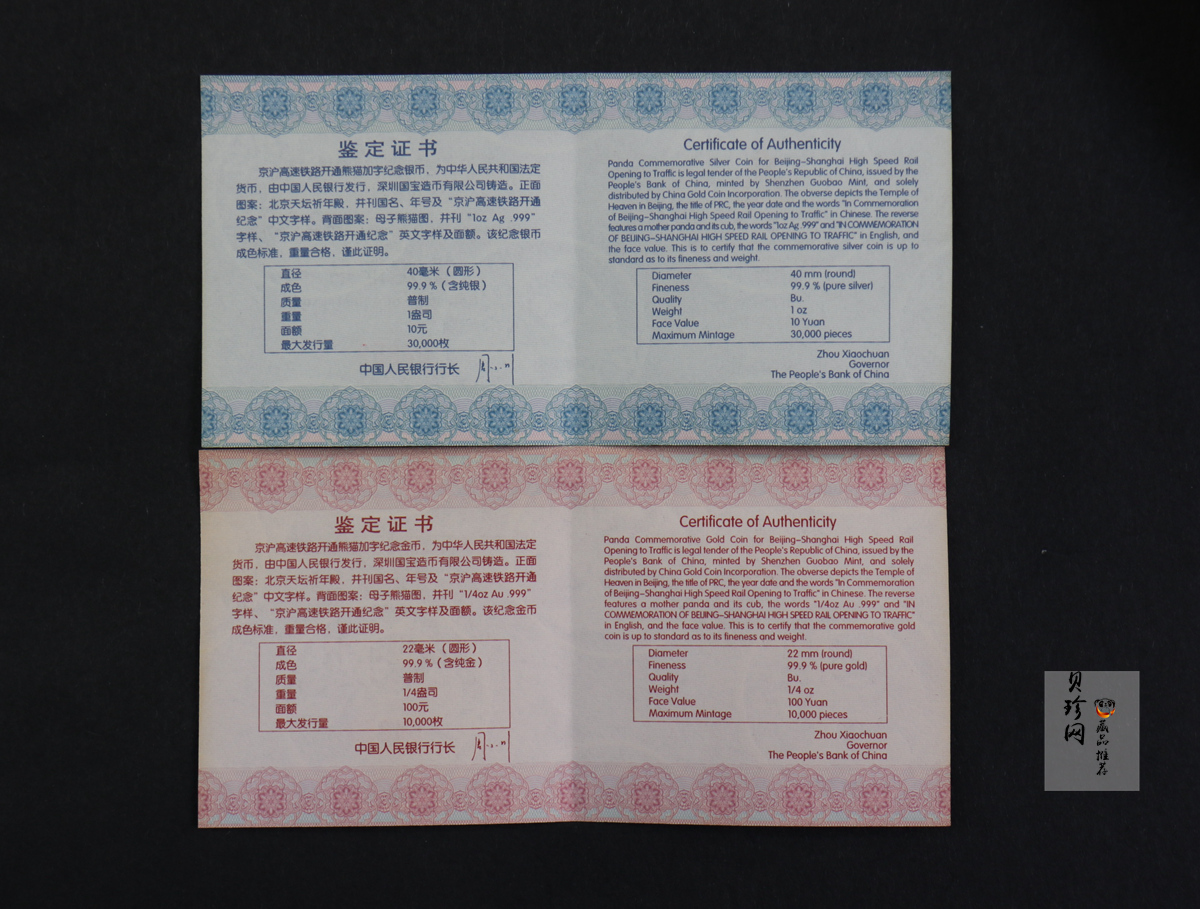 鉴定证书
京沪高速铁路开通熊猫加字纪念银币，为中华人民共和国法定
货币，由中国人民银行发行，深圳国宝造币有限公司铸造。正面
图案：北京天坛祈年殿，并刊国名、年号及“京沪高速铁路开通
纪念”中文字样。背面图案：母子熊猫图，并刊“1oz Ag .999”
字样、“京沪高速铁路开通纪念”英文字样及面额。该纪念银币
成色标准，重量合格，谨此证明。
直径 40毫米（圆形）
成色 99.9％（含纯银）
质量 普制
重量 1盎司
面额 10元
最大发行量 30,000枚
中国人民银行行长
Certificate of Authenticity
Panda Commemorative Silver Coin for Beijing-Shanghai High Speed Rail
Opening to Traffic is legal tender of the People's Republic of China, issued by the
People's Bank of China, minted by Shenzhen Guobao Mint, and solely
distributed by China Gold Coin Incorporation. The obverse depicts the Temple of
Heaven in Beijing, the title of PRC, the year date and the words "In Commemoration
of Beijing-Shanghai High Speed Rail Opening to Traffic" in Chinese. The reverse
features a mother panda and its cub, the words "1oz Ag .999" and "IN COMMEMORATION
OF BEIJING-SHANGHAI HIGH SPEED RAIL OPENING TO TRAFFIC" in English, and
the face value. This is to certify that the commemorative silver coin is up to
standard as to its fineness and weight.
Diameter 40 mm (round)
Fineness 99.9 % (pure silver)
Quality Bu.
Weight 1 oz
Face Value 10 Yuan
Maximum Mintage 30,000 pieces
Zhou Xiaochuan
Governor
The People's Bank of China
鉴定证书
京沪高速铁路开通熊猫加字纪念金币，为中华人民共和国法定
货币，由中国人民银行发行，深圳国宝造币有限公司铸造。正面
图案：北京天坛祈年殿，并刊国名、年号及“京沪高速铁路开通
纪念”中文字样。背面图案：母子熊猫图，并刊“1/4oz Au .999”
字样、“京沪高速铁路开通纪念”英文字样及面额。该纪念金币
成色标准，重量合格，谨此证明。
直径 22毫米（圆形）
成色 99.9％（含纯金）
质量 普制
重量 1/4盎司
面额 100元
最大发行量 10,000枚
中国人民银行行长
Certificate of Authenticity
Panda Commemorative Gold Coin for Beijing-Shanghai High Speed Rail
Opening to Traffic is legal tender of the People's Republic of China, issued by the
People's Bank of China, minted by Shenzhen Guobao Mint, and solely
distributed by China Gold Coin Incorporation. The obverse depicts the Temple of
Heaven in Beijing, the title of PRC, the year date and the words "In Commemoration
of Beijing-Shanghai High Speed Rail Opening to Traffic" in Chinese. The reverse
features a mother panda and its cub, the words "1/4oz Au .999" and "IN
COMMEMORATION OF BEIJING-SHANGHAI HIGH SPEED RAIL OPENING TO TRAFFIC"
in English, and the face value. This is to certify that the commemorative gold
coin is up to standard as to its fineness and weight.
Diameter 22 mm (round)
Fineness 99.9 % (pure gold)
Quality Bu.
Weight 1/4 oz
Face Value 100 Yuan
Maximum Mintage 10,000 pieces
Zhou Xiaochuan
Governor
The People's Bank of China
贝珍网
藏品推荐